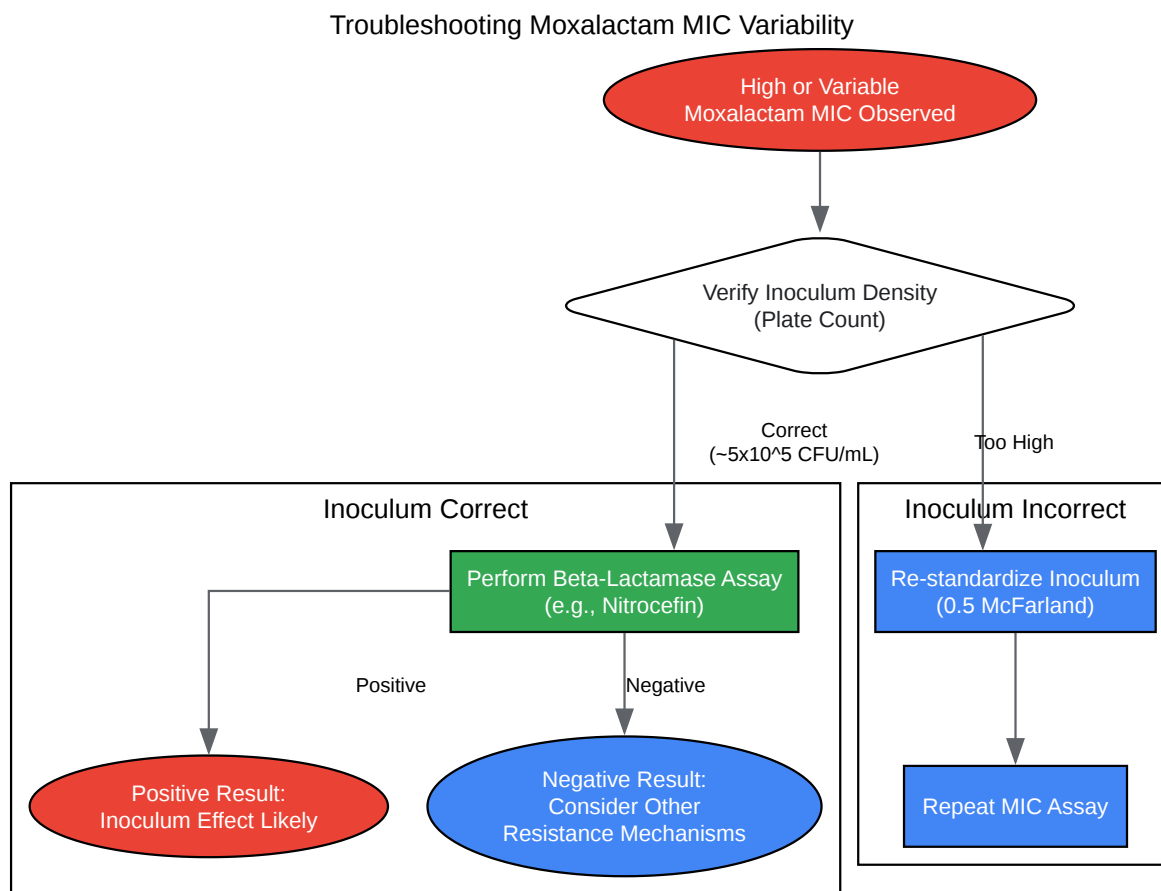 Troubleshooting Moxalactam MIC Variability
High or Variable
Moxalactam MIC Observed
Verify Inoculum Density
(Plate Count)
Correct
(~5x10^5 CFU/mL)
Too High
Inoculum Correct
Inoculum Incorrect
Perform Beta-Lactamase Assay
(e.g., Nitrocefin)
Re-standardize Inoculum
(0.5 McFarland)
Positive
Negative
Positive Result:
Inoculum Effect Likely
Negative Result:
Consider Other
Resistance Mechanisms
Repeat MIC Assay